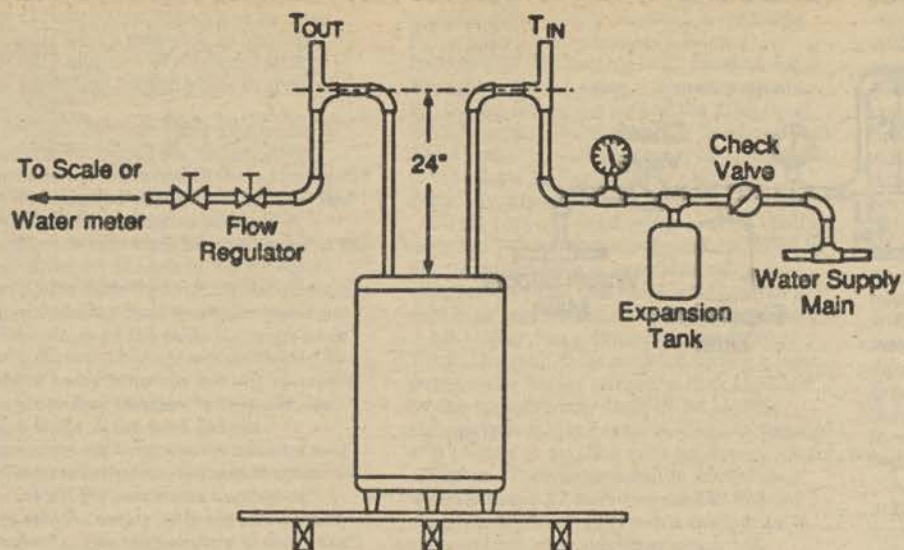 TOUT
TIN
24"
Check
Valve
To Scale or
Water meter
Flow
Regulator
Expansion
Tank
Water Supply
Main